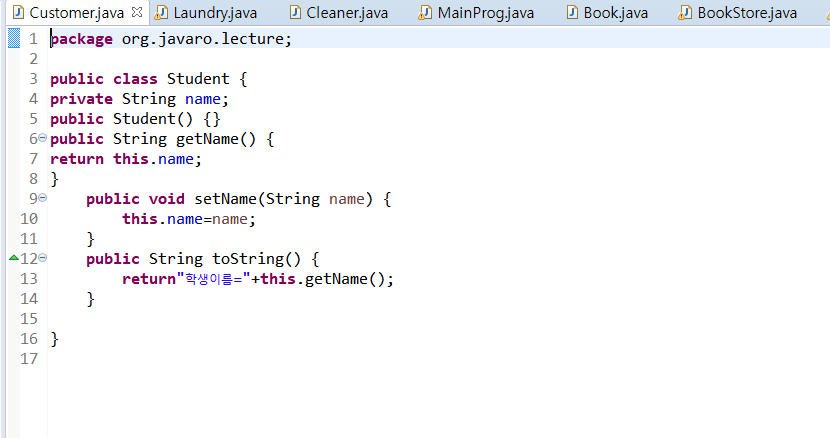 Customer.java Laundry.java Cleaner.java MainProg.java Book.java BookStore.java
1 package org.javaro.lecture;
2
3 public class Student {
4 private String name;
5 public Student() {}
6 public String getName() {
7 return this.name;
8 }
9 public void setName(String name) {
10 this.name=name;
11 }
12 public String toString() {
13 return"학생이름="+this.getName();
14 }
15
16 }
17